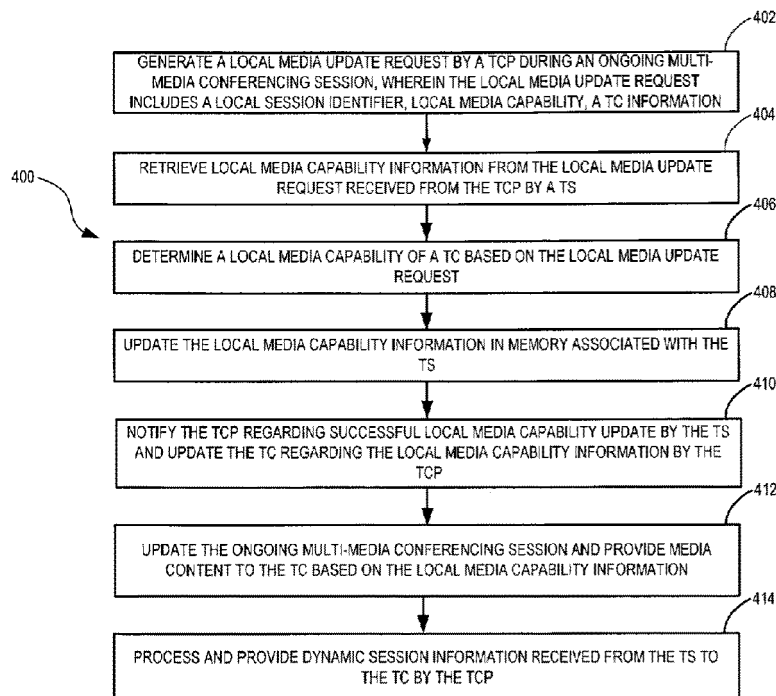 402
GENERATE A LOCAL MEDIA UPDATE REQUEST BY A TCP DURING AN ONGOING MULTI-
MEDIA CONFERENCING SESSION, WHEREIN THE LOCAL MEDIA UPDATE REQUEST
INCLUDES A LOCAL SESSION IDENTIFIER, LOCAL MEDIA CAPABILITY, A TC INFORMATION
404
RETRIEVE LOCAL MEDIA CAPABILITY INFORMATION FROM THE LOCAL MEDIA UPDATE
REQUEST RECEIVED FROM THE TCP BY A TS
400
406
DETERMINE A LOCAL MEDIA CAPABILITY OF A TC BASED ON THE LOCAL MEDIA UPDATE
REQUEST
408
UPDATE THE LOCAL MEDIA CAPABILITY INFORMATION IN MEMORY ASSOCIATED WITH THE
TS
410
NOTIFY THE TCP REGARDING SUCCESSFUL LOCAL MEDIA CAPABILITY UPDATE BY THE TS
AND UPDATE THE TC REGARDING THE LOCAL MEDIA CAPABILITY INFORMATION BY THE
TCP
412
UPDATE THE ONGOING MULTI-MEDIA CONFERENCING SESSION AND PROVIDE MEDIA
CONTENT TO THE TC BASED ON THE LOCAL MEDIA CAPABILITY INFORMATION
414
PROCESS AND PROVIDE DYNAMIC SESSION INFORMATION RECEIVED FROM THE TS TO
THE TC BY THE TCP